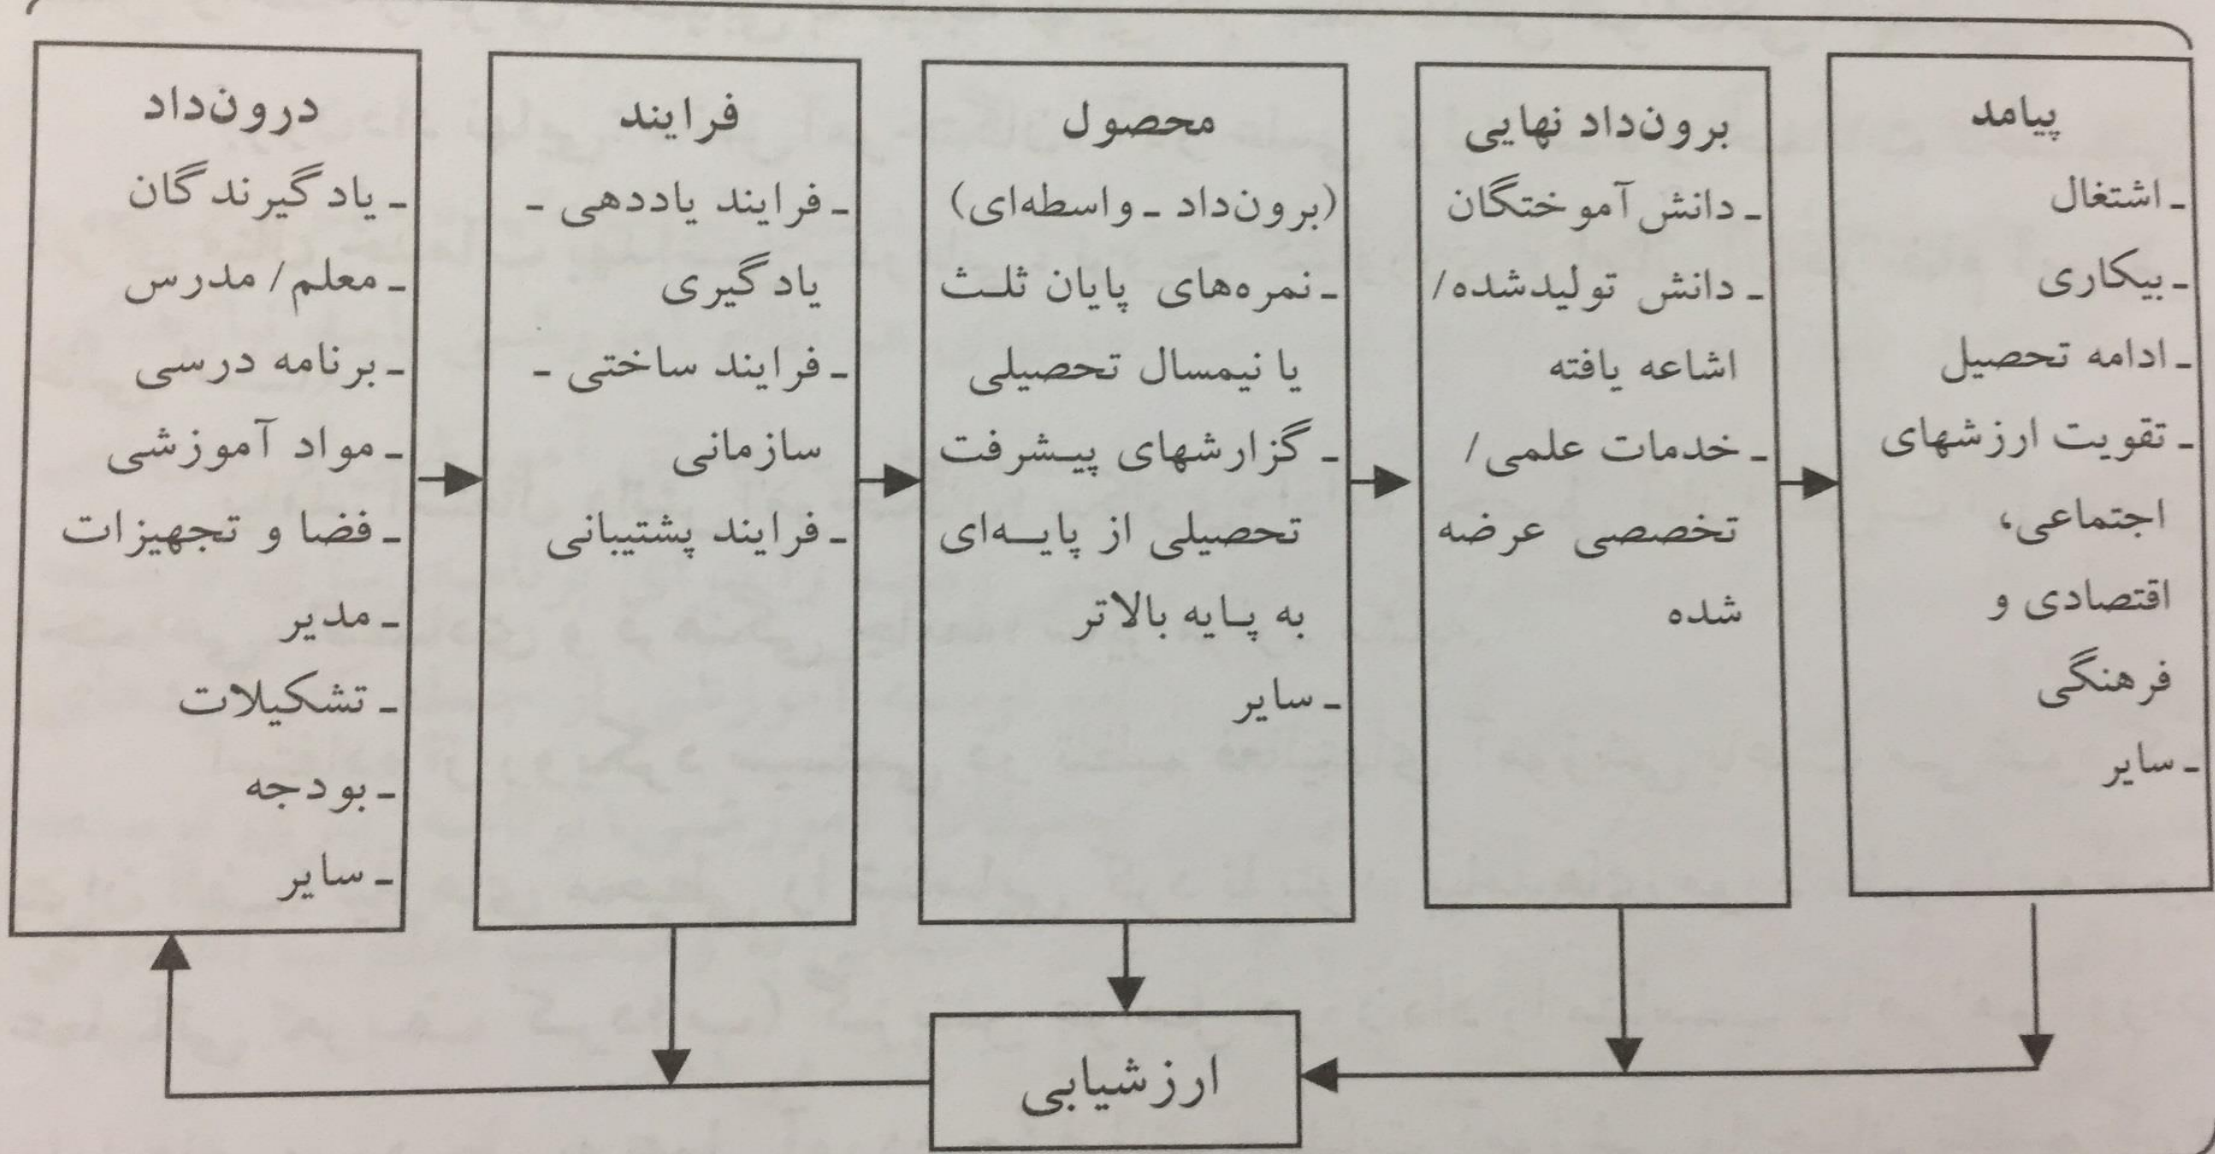 درون‌داد
ـ یادگیرندگان
ـ معلم/ مدرس
ـ برنامه درسی
ـ مواد آموزشی
ـ فضا و تجهیزات
ـ مدیر
ـ تشکیلات
ـ بودجه
ـ سایر
فرایند
ـ فرایند یاددهی ـ
یادگیری
ـ فرایند ساختی ـ
سازمانی
ـ فرایند پشتیبانی
محصول
(برون‌داد ـ واسطه‌ای)
ـ نمره‌های پایان ثلث
یا نیمسال تحصیلی
ـ گزارشهای پیشرفت
تحصیلی از پایه‌ای
به پایه بالاتر
ـ سایر
برون‌داد نهایی
ـ دانش‌آموختگان
ـ دانش تولیدشده/
اشاعه یافته
ـ خدمات علمی/
تخصصی عرضه
شده
پیامد
ـ اشتغال
ـ بیکاری
ـ ادامه تحصیل
ـ تقویت ارزشهای
اجتماعی،
اقتصادی و
فرهنگی
ـ سایر
ارزشیابی